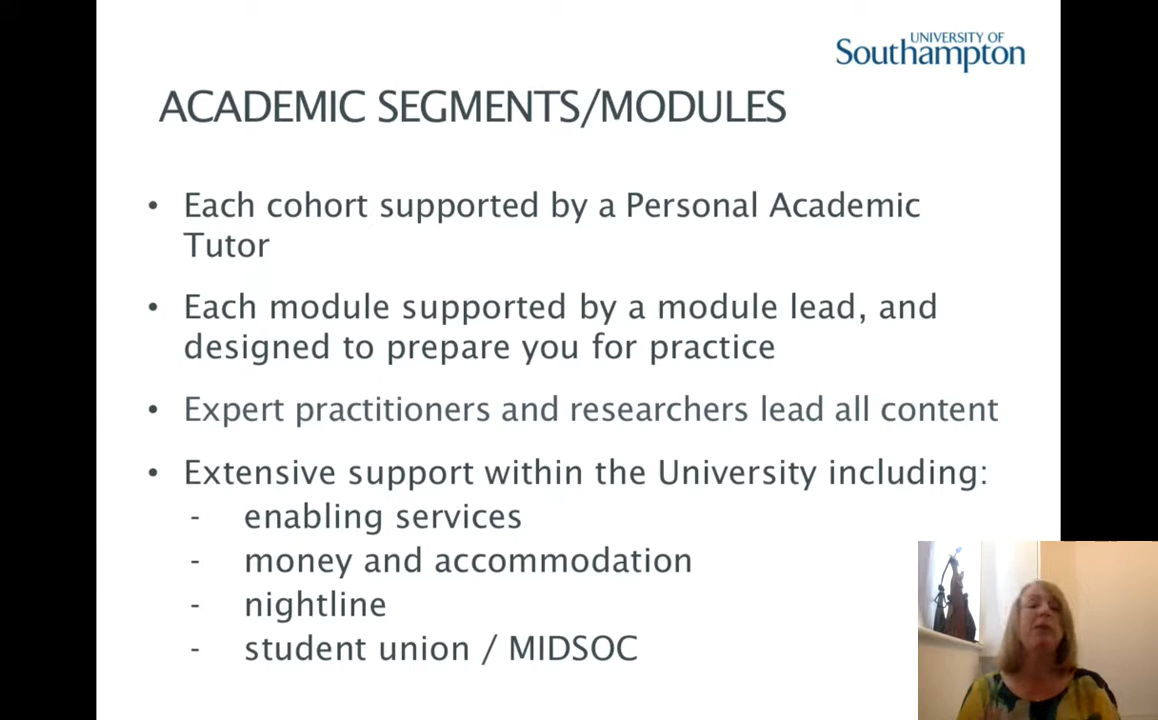 UNIVERSITY OF
Southampton
ACADEMIC SEGMENTS/MODULES
• Each cohort supported by a Personal Academic
Tutor
• Each module supported by a module lead, and
designed to prepare you for practice
• Expert practitioners and researchers lead all content
• Extensive support within the University including:
- enabling services
- money and accommodation
- nightline
- student union / MIDSOC